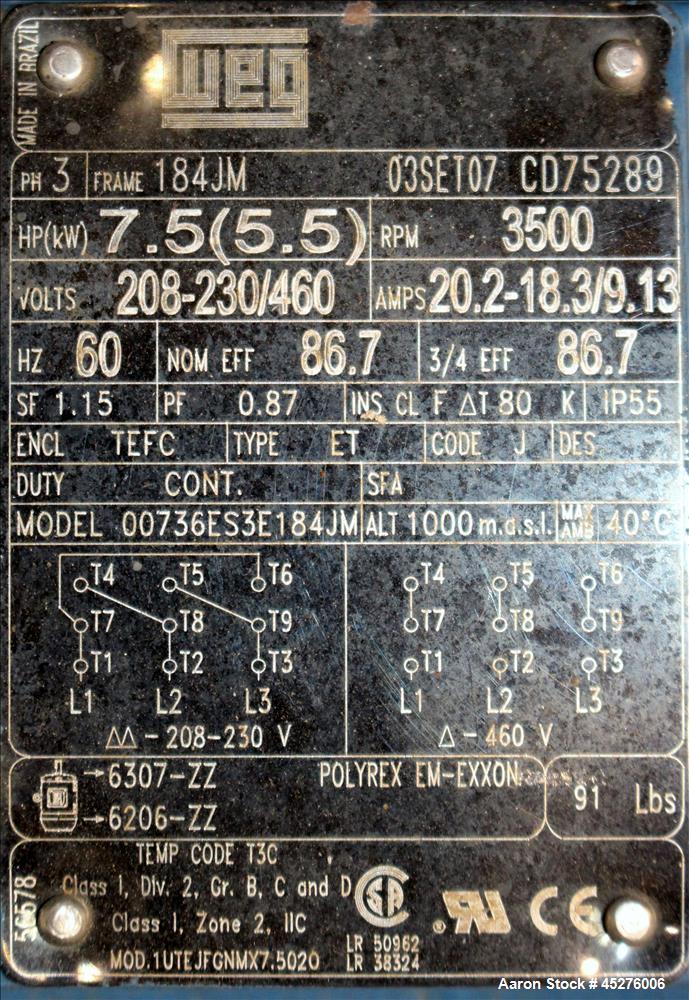 MADE IN BRAZIL
weg
PH 3 FRAME 184JM 03SET07 CD75289
HP(kW) 7.5(5.5) RPM 3500
VOLTS 208-230/460 AMPS 20.2-18.3/9.13
HZ 60 NOM EFF 86.7 3/4 EFF 86.7
SF 1.15 PF 0.87 INS CL F ΔT 80 K IP55
ENCL TEFC TYPE ET CODE J DES
DUTY CONT. SFA
MODEL 00736ES3E184JM ALT 1000 m.a.s.l. MAX AMB 40°C
T4 T5 T6 T4 T5 T6
T7 T8 T9 T7 T8 T9
T1 T2 T3 T1 T2 T3
L1 L2 L3 L1 L2 L3
ΔΔ - 208-230 V Δ - 460 V
→6307-ZZ POLYREX EM-EXXON
→6206-ZZ 91 Lbs
TEMP CODE T3C
Class I, Div. 2, Gr. B, C and D
Class I, Zone 2, IIC
MOD.1UTEJFGNMX7.5020
SA
LR 50962
LR 38324
® CE
Aaron Stock # 45276006